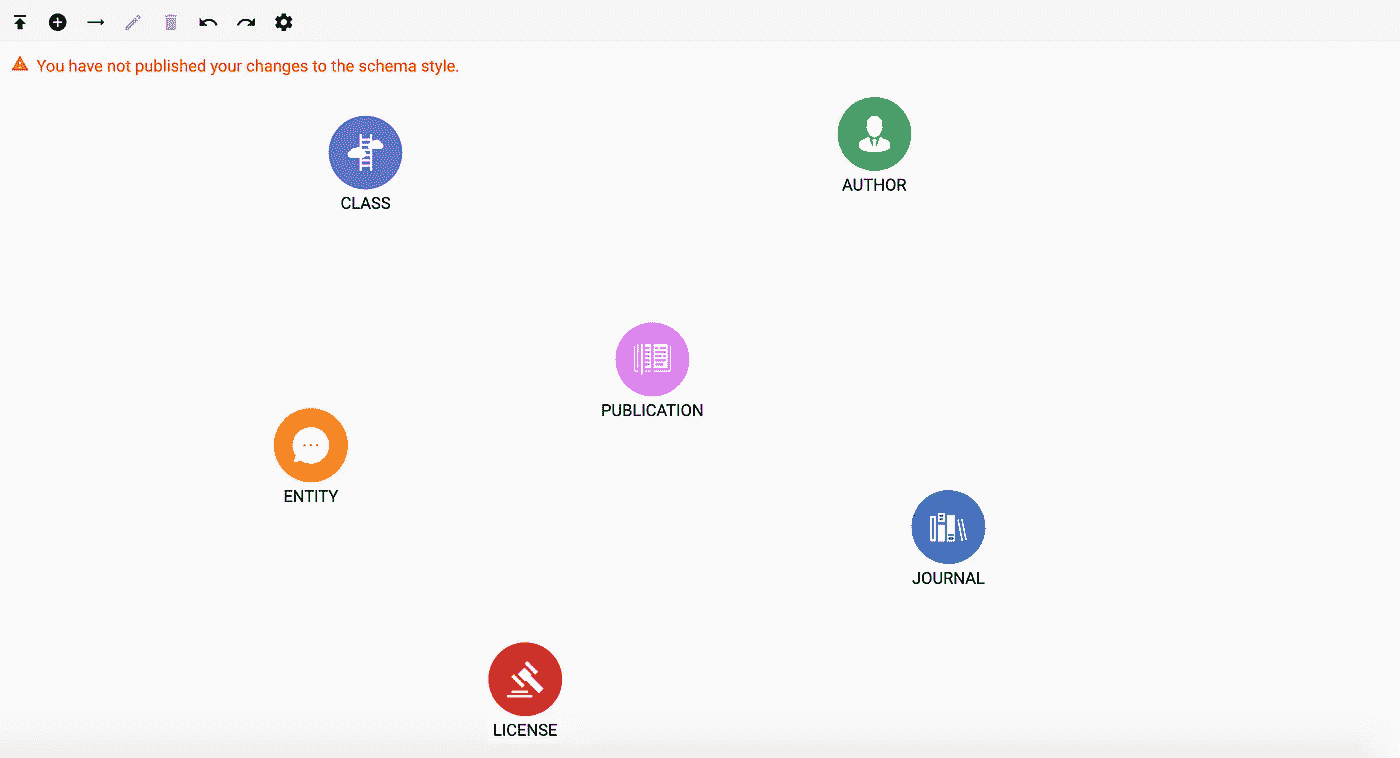 You have not published your changes to the schema style.
CLASS
AUTHOR
PUBLICATION
ENTITY
JOURNAL
LICENSE